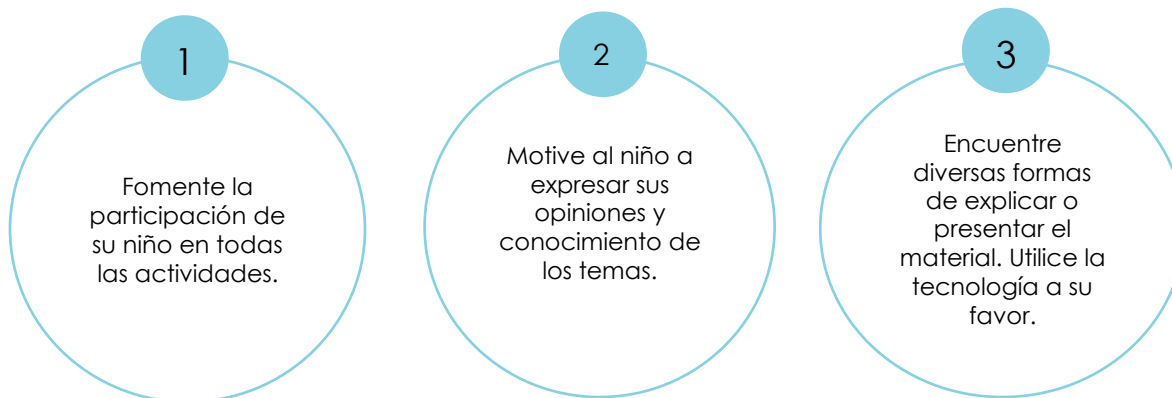 1
Fomente la
participación de
su niño en todas
las actividades.
2
Motive al niño a
expresar sus
opiniones y
conocimiento de
los temas.
3
Encuentre
diversas formas
de explicar o
presentar el
material. Utilice la
tecnología a su
favor.